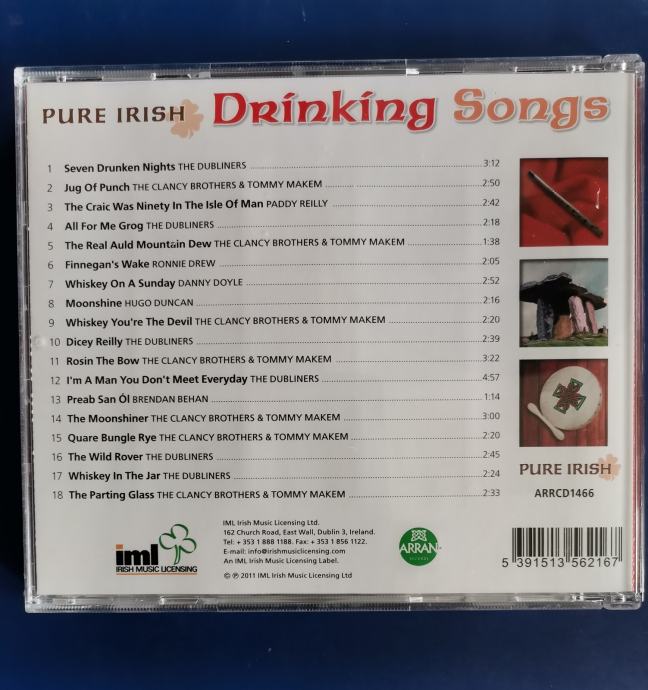 PURE IRISH Drinking Songs
1 Seven Drunken Nights THE DUBLINERS 3:12
2 Jug Of Punch THE CLANCY BROTHERS & TOMMY MAKEM 2:50
3 The Craic Was Ninety In The Isle Of Man PADDY REILLY 2:42
4 All For Me Grog THE DUBLINERS 2:18
5 The Real Auld Mountain Dew THE CLANCY BROTHERS & TOMMY MAKEM 1:38
6 Finnegan's Wake RONNIE DREW 2:05
7 Whiskey On A Sunday DANNY DOYLE 2:52
8 Moonshine HUGO DUNCAN 2:16
9 Whiskey You're The Devil THE CLANCY BROTHERS & TOMMY MAKEM 2:20
10 Dicey Reilly THE DUBLINERS 2:39
11 Rosin The Bow THE CLANCY BROTHERS & TOMMY MAKEM 3:22
12 I'm A Man You Don't Meet Everyday THE DUBLINERS 4:57
13 Preab San Ól BRENDAN BEHAN 1:14
14 The Moonshiner THE CLANCY BROTHERS & TOMMY MAKEM 3:00
15 Quare Bungle Rye THE CLANCY BROTHERS & TOMMY MAKEM 2:20
16 The Wild Rover THE DUBLINERS 2:45
17 Whiskey In The Jar THE DUBLINERS 2:24
18 The Parting Glass THE CLANCY BROTHERS & TOMMY MAKEM 2:33
PURE IRISH
ARRCD1466
iml
IRISH MUSIC LICENSING
IML Irish Music Licensing Ltd.
162 Church Road, East Wall, Dublin 3, Ireland.
Tel: + 353 1 888 1188. Fax: + 353 1 856 1122.
E-mail: info@irishmusiclicensing.com
An IML Irish Music Licensing Label.
© ℗ 2011 IML Irish Music Licensing Ltd
ARRAN
RECORDS
5 391513 562167